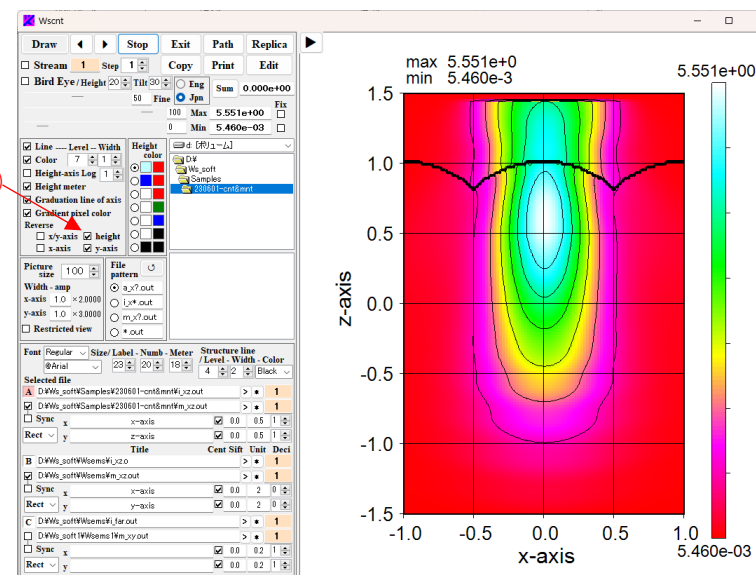 Wscnt
Draw Stop Exit Path Replica
Stream 1 Step 1 Copy Print Edit
Bird Eye / Height 20 Tilt 30 Eng Sum 0.000e+00
50 Fine Jpn Fix
100 Max 5.551e+00
0 Min 5.460e-03
Line ---- Level -- Width
Color 7 1
Height-axis Log 1
Height meter
Graduation line of axis
Gradient pixel color
Reverse
x/y-axis height
x-axis y-axis
Height
color
d: [ボリューム]
D:¥
Ws_soft
Samples
230601-cnt&mnt
Picture
size 100
Width - amp
x-axis 1.0 ×2.0000
y-axis 1.0 ×3.0000
Restricted view
File
pattern
a_x?.out
i_x*.out
m_x?.out
*.out
Font Regular Size/ Label - Numb - Meter Structure line
/ Level - Width - Color
@Arial 23 20 18 4 2 Black
Selected file
A D:¥Ws_soft¥Samples¥230601-cnt&mnt¥i_xz.out > * 1
D:¥Ws_soft¥Samples¥230601-cnt&mnt¥m_xz.out > * 1
Sync x x-axis 0.0 0.5 1
Rect y z-axis 0.0 0.5 1
Title Cent Sift Unit Deci
B D:¥Ws_soft¥Wsems¥i_xz.o > * 1
D:¥Ws_soft¥Wsems¥m_xz.out > * 1
Sync x x-axis 0.0 2 0
Rect y y-axis 0.0 2 0
C D:¥Ws_soft¥Wsems¥i_far.out > * 1
D:¥Ws_soft1¥Wsems1¥m_xy.out > * 1
Sync x 0.0 0.2 1
Rect y 0.0 0.2 1
max 5.551e+0
min 5.460e-3
5.551e+00
1.5
1.0
0.5
0.0
-0.5
-1.0
-1.5
z-axis
-1.0 -0.5 0.0 0.5 1.0
x-axis
5.460e-03